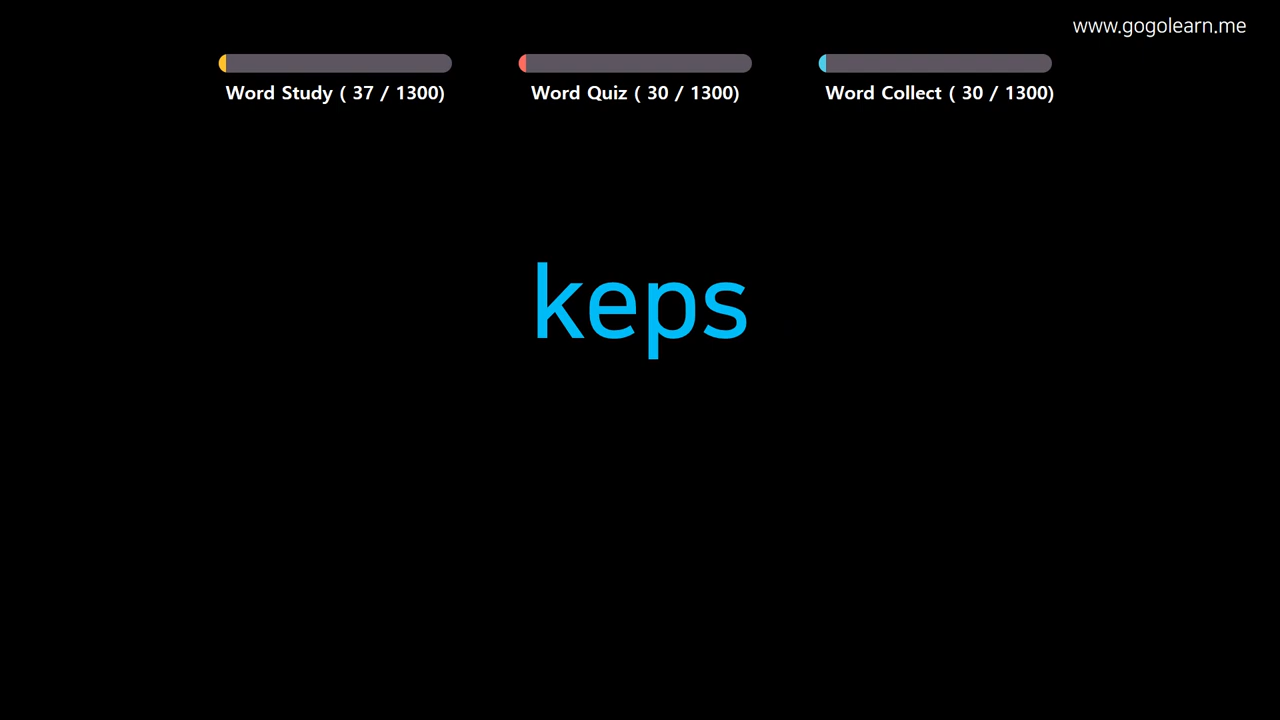 www.gogolearn.me
Word Study ( 37 / 1300)
Word Quiz ( 30 / 1300)
Word Collect ( 30 / 1300)
keps